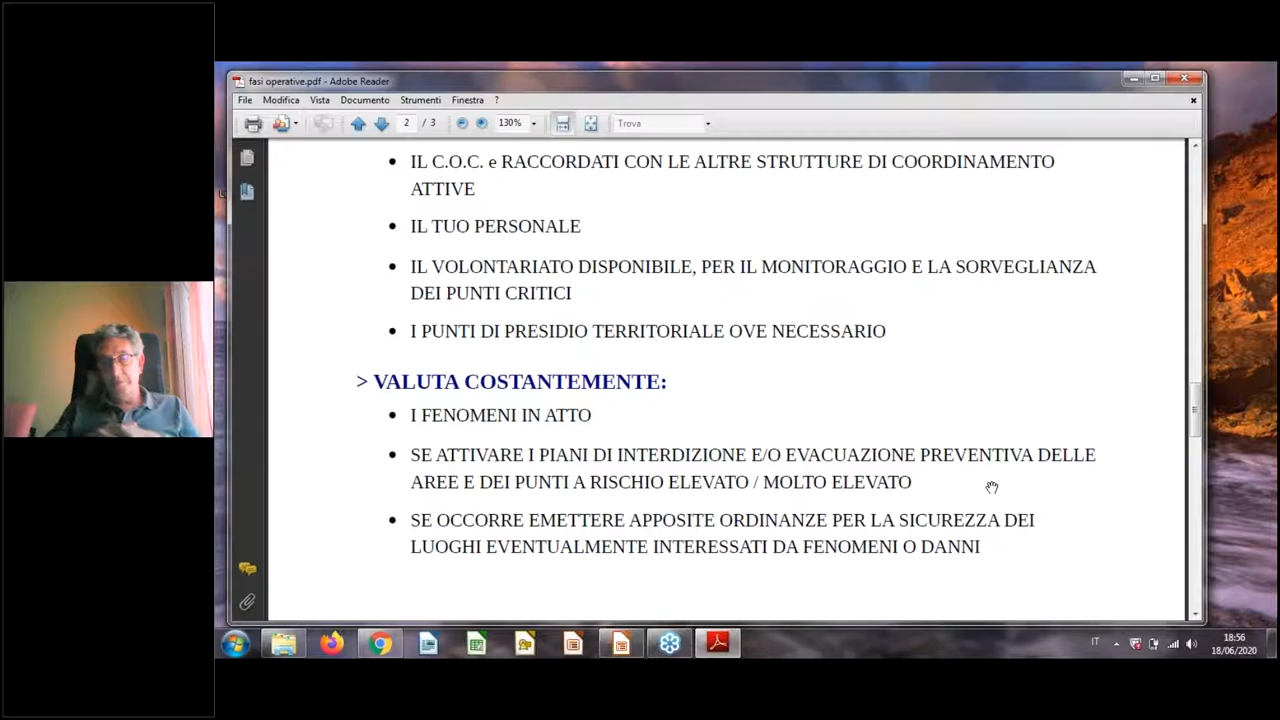 fasi operative.pdf - Adobe Reader
File Modifica Vista Documento Strumenti Finestra ?
2 / 3 130% Trova
• IL C.O.C. e RACCORDATI CON LE ALTRE STRUTTURE DI COORDINAMENTO
ATTIVE
• IL TUO PERSONALE
• IL VOLONTARIATO DISPONIBILE, PER IL MONITORAGGIO E LA SORVEGLIANZA
DEI PUNTI CRITICI
• I PUNTI DI PRESIDIO TERRITORIALE OVE NECESSARIO
> VALUTA COSTANTEMENTE:
• I FENOMENI IN ATTO
• SE ATTIVARE I PIANI DI INTERDIZIONE E/O EVACUAZIONE PREVENTIVA DELLE
AREE E DEI PUNTI A RISCHIO ELEVATO / MOLTO ELEVATO
• SE OCCORRE EMETTERE APPOSITE ORDINANZE PER LA SICUREZZA DEI
LUOGHI EVENTUALMENTE INTERESSATI DA FENOMENI O DANNI
IT
18:56
18/06/2020